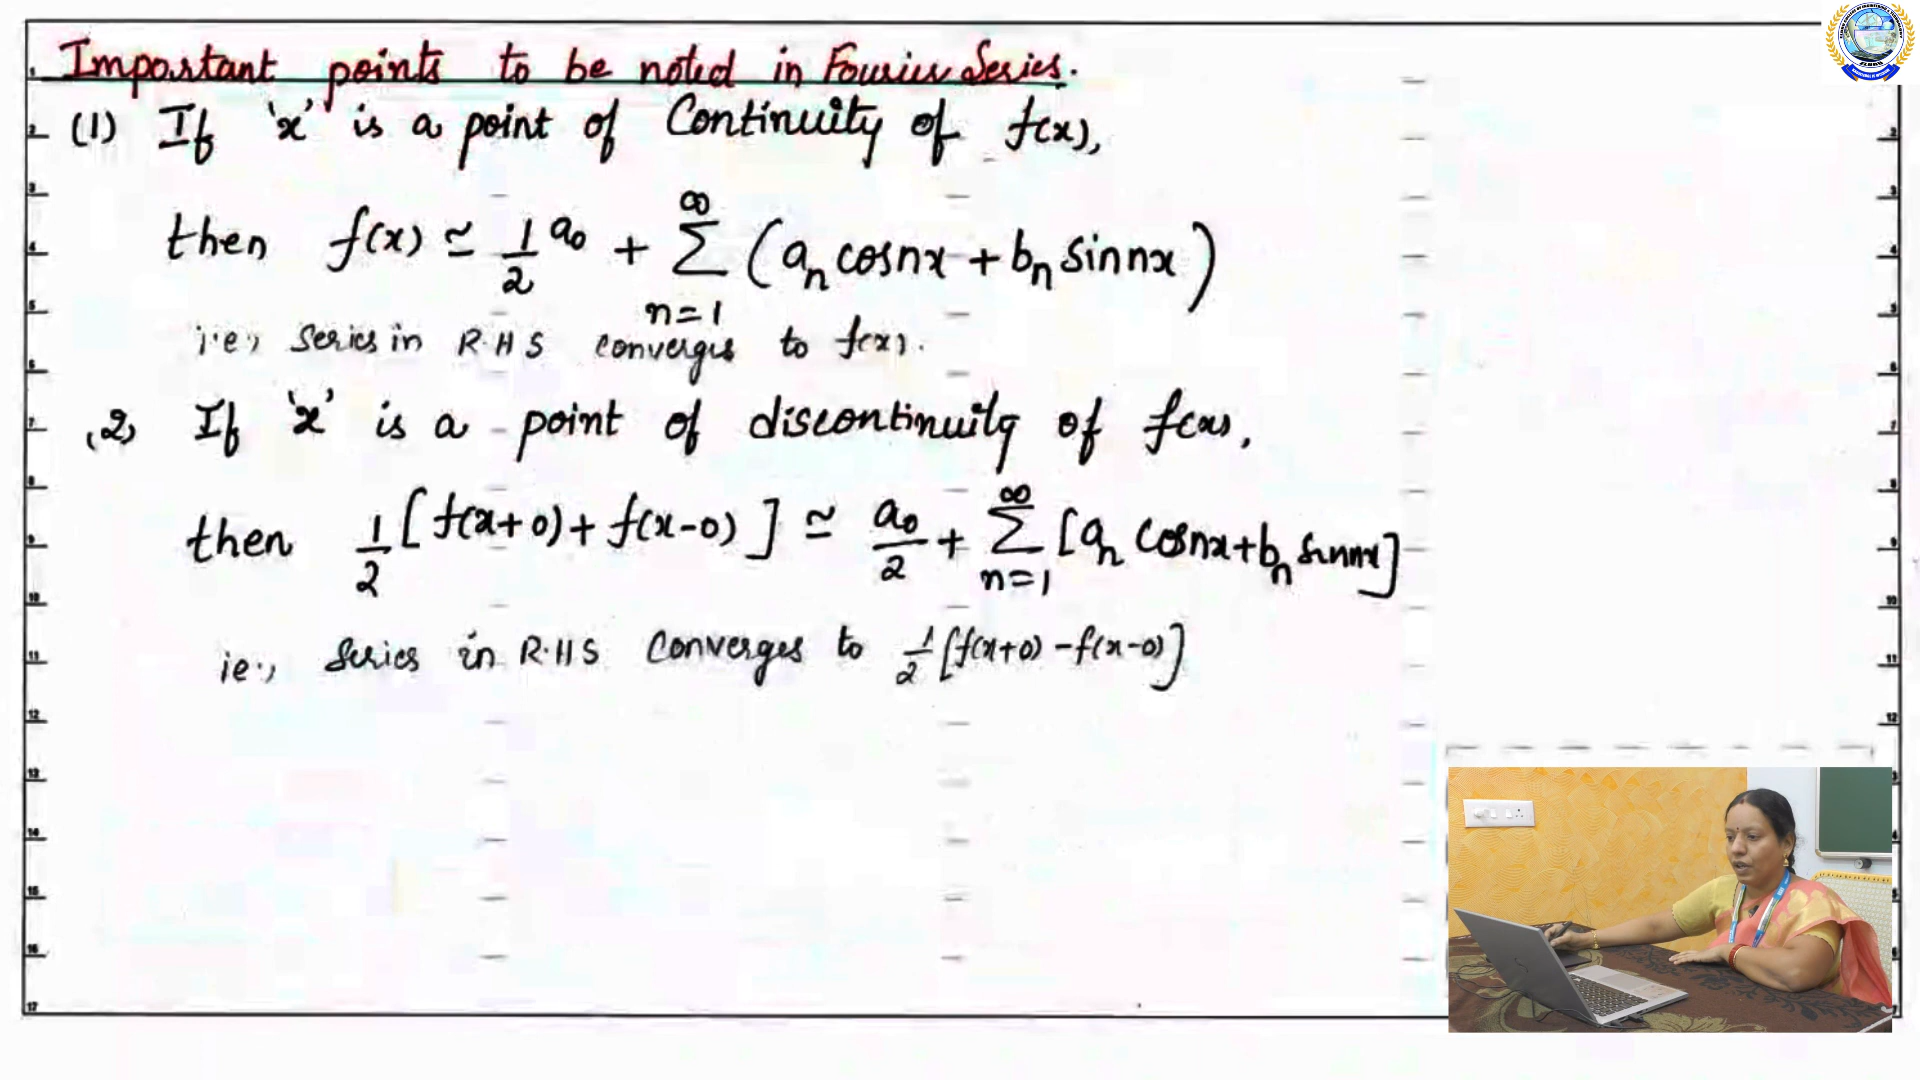 Important points to be noted in Fourier Series.
(1) If 'x' is a point of Continuity of f(x),
then f(x) ≃ 1/2 a₀ + ∑_{n=1}^{∞} (aₙ cosnx + bₙ sinnx)
i.e., Series in R.H.S converges to f(x).
(2) If 'x' is a point of discontinuity of f(x),
then 1/2 [f(x+0) + f(x-0)] ≃ a₀/2 + ∑_{n=1}^{∞} [aₙ cosnx + bₙ sinnx]
ie., Series in R.H.S Converges to 1/2 [f(x+0) - f(x-0)]